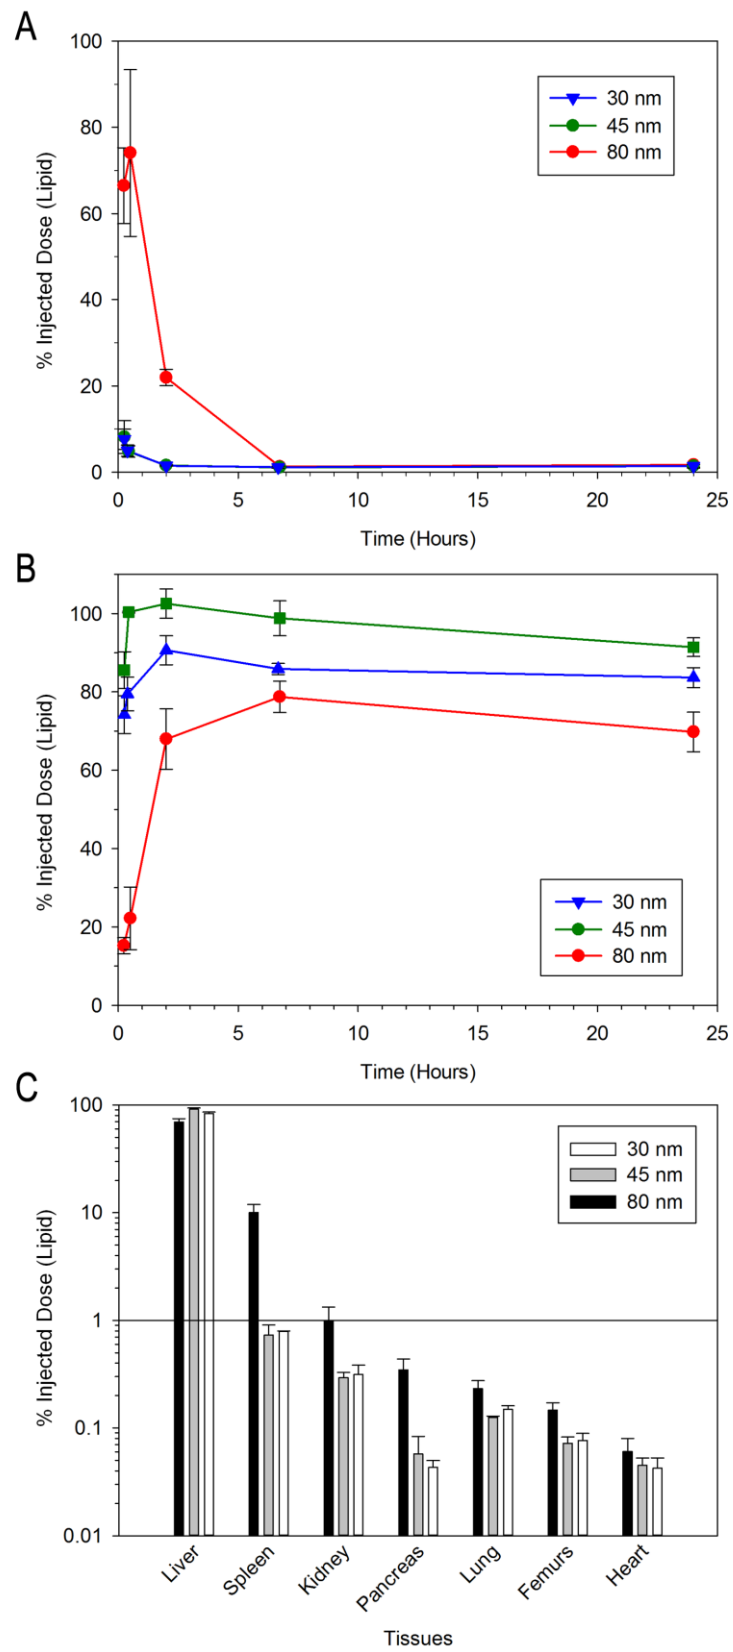 A
100
80
60
40
20
0
% Injected Dose (Lipid)
30 nm
45 nm
80 nm
0 5 10 15 20 25
Time (Hours)
B
100
80
60
40
20
0
% Injected Dose (Lipid)
30 nm
45 nm
80 nm
0 5 10 15 20 25
Time (Hours)
C
100
10
1
0.1
0.01
% Injected Dose (Lipid)
30 nm
45 nm
80 nm
Liver Spleen Kidney Pancreas Lung Femurs Heart
Tissues